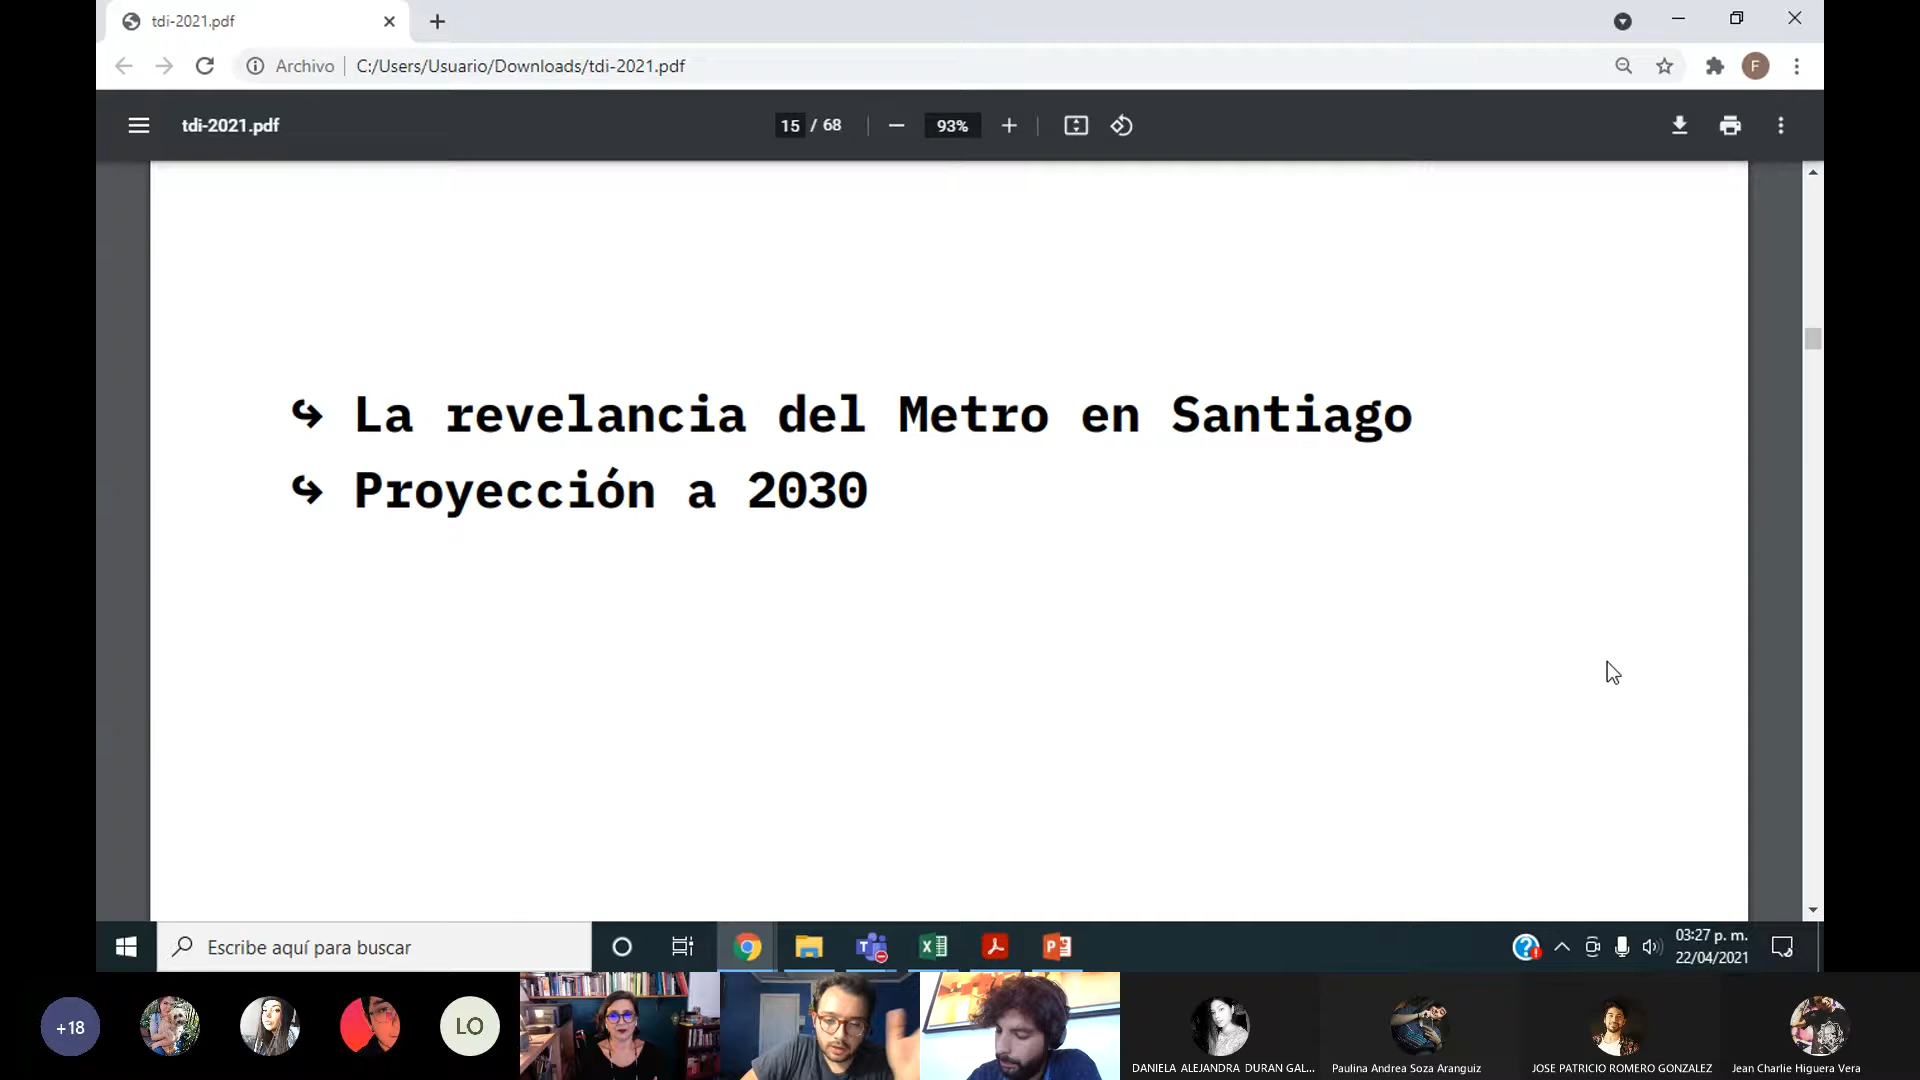 tdi-2021.pdf
Archivo
C:/Users/Usuario/Downloads/tdi-2021.pdf
F
tdi-2021.pdf
15 / 68
93%
↪ La revelancia del Metro en Santiago
↪ Proyección a 2030
Escribe aquí para buscar
03:27 p. m.
22/04/2021
+18
LO
DANIELA ALEJANDRA DURAN GAL...
Paulina Andrea Soza Aranguiz
JOSE PATRICIO ROMERO GONZALEZ
Jean Charlie Higuera Vera